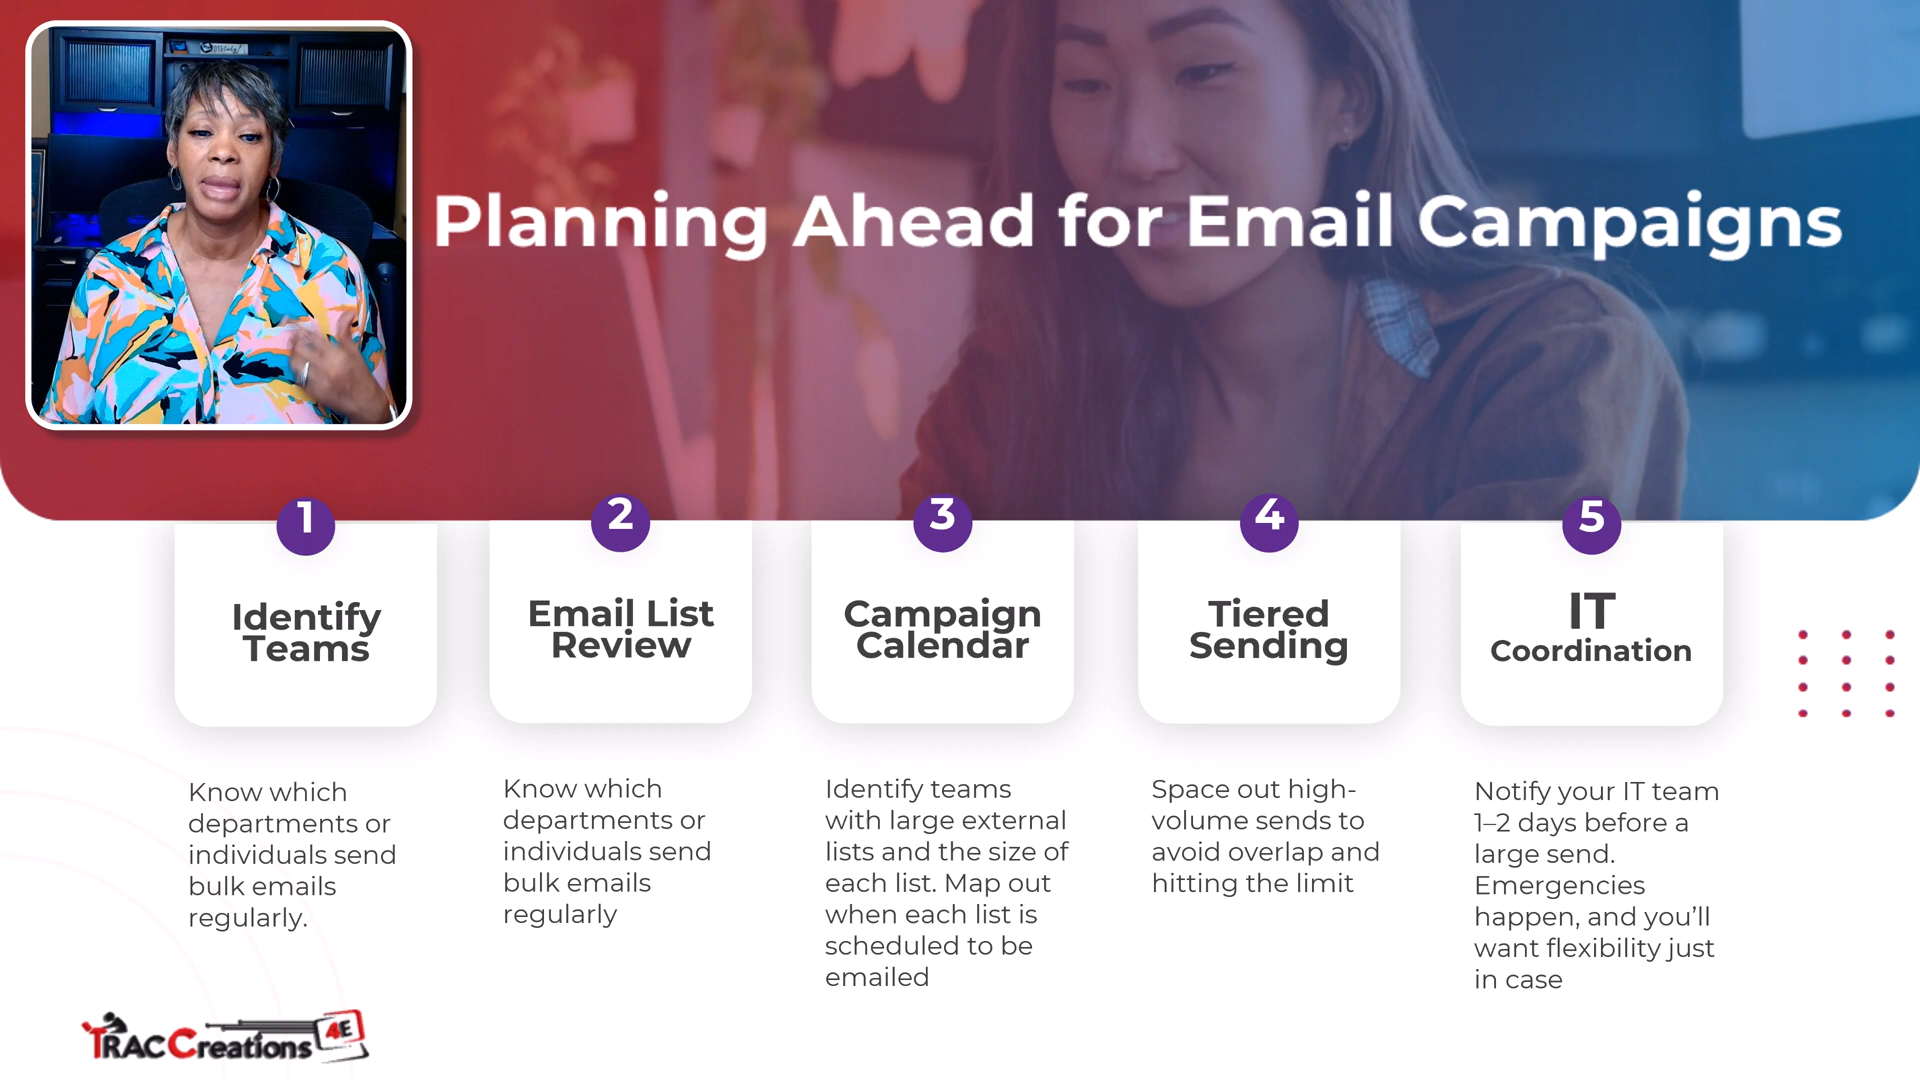 Planning Ahead for Email Campaigns
1
Identify
Teams
Know which
departments or
individuals send
bulk emails
regularly.
2
Email List
Review
Know which
departments or
individuals send
bulk emails
regularly
3
Campaign
Calendar
Identify teams
with large external
lists and the size of
each list. Map out
when each list is
scheduled to be
emailed
4
Tiered
Sending
Space out high-
volume sends to
avoid overlap and
hitting the limit
5
IT
Coordination
Notify your IT team
1–2 days before a
large send.
Emergencies
happen, and you’ll
want flexibility just
in case
TRAC Creations 4E